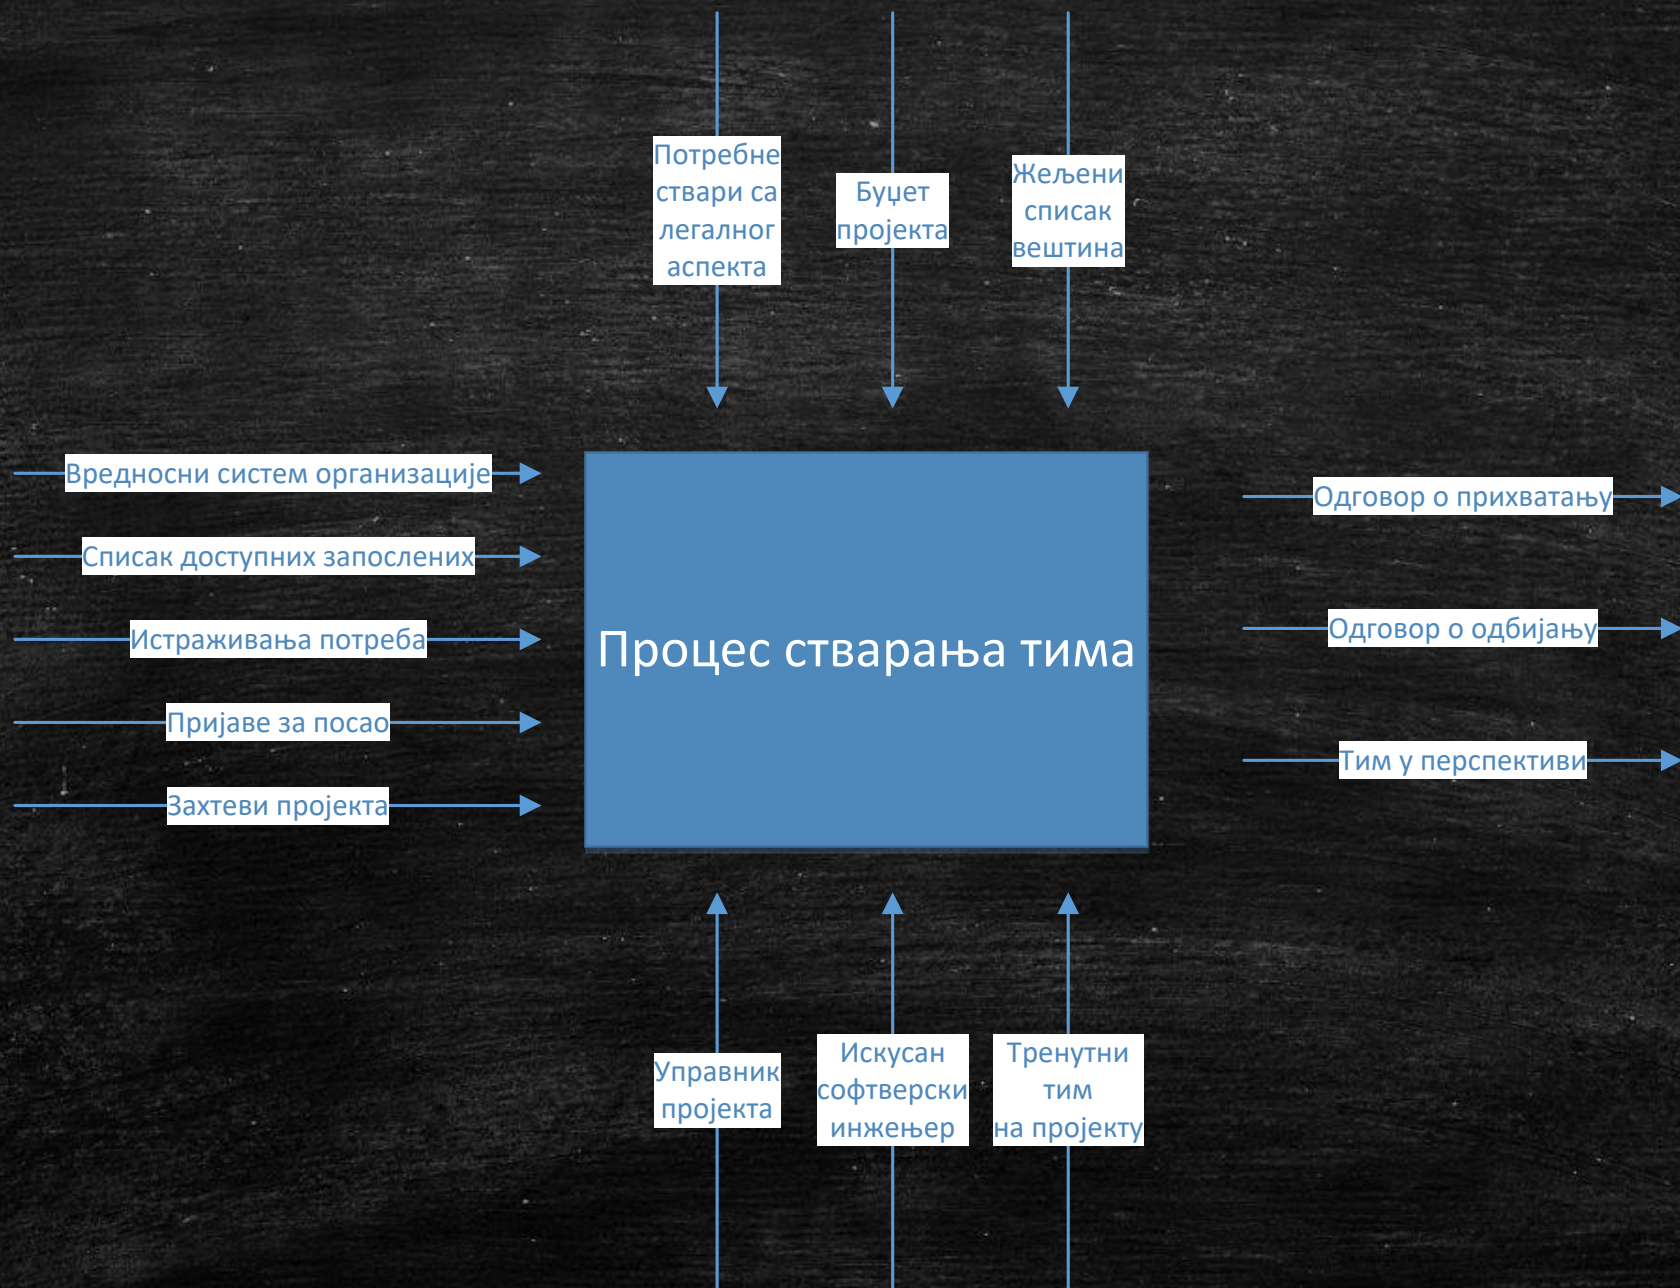 Потребне
ствари са
легалног
аспекта
Буџет
пројекта
Жељени
списак
вештина
Вредносни систем организације
Списак доступних запослених
Истраживања потреба
Пријаве за посао
Захтеви пројекта
Процес стварања тима
Одговор о прихватању
Одговор о одбијању
Тим у перспективи
Управник
пројекта
Искусан
софтверски
инжењер
Тренутни
тим
на пројекту